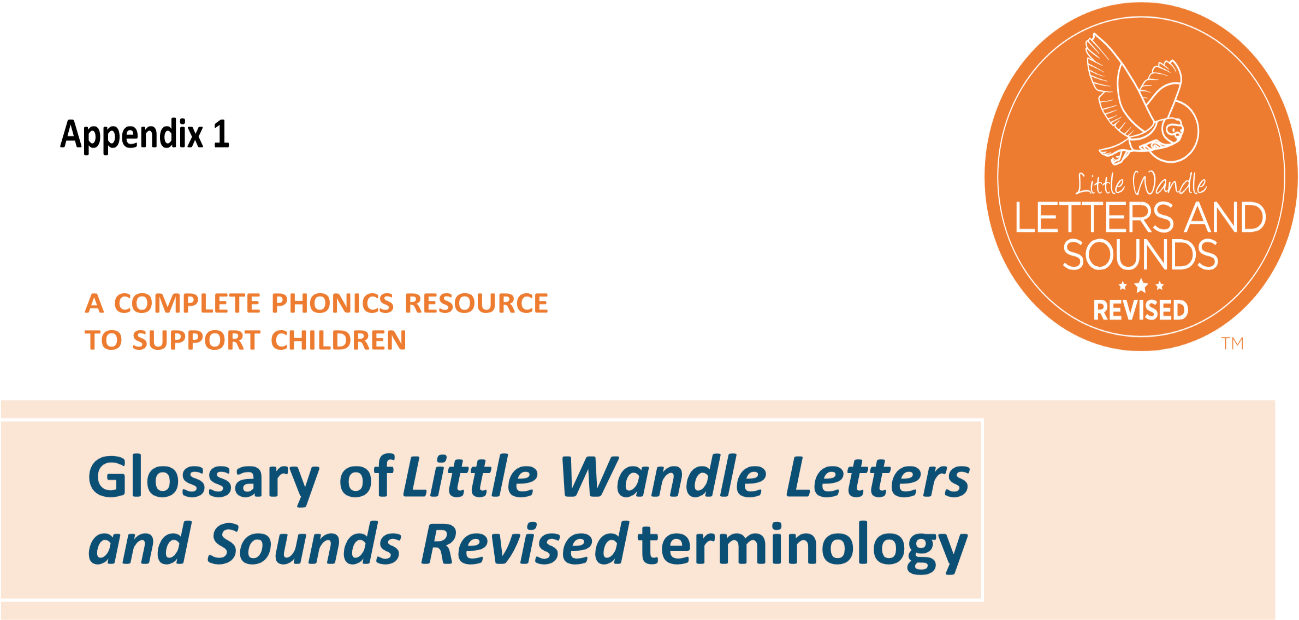 Appendix 1
Little Wandle
LETTERS AND
SOUNDS
REVISED
TM
A COMPLETE PHONICS RESOURCE
TO SUPPORT CHILDREN
Glossary of Little Wandle Letters
and Sounds Revised terminology